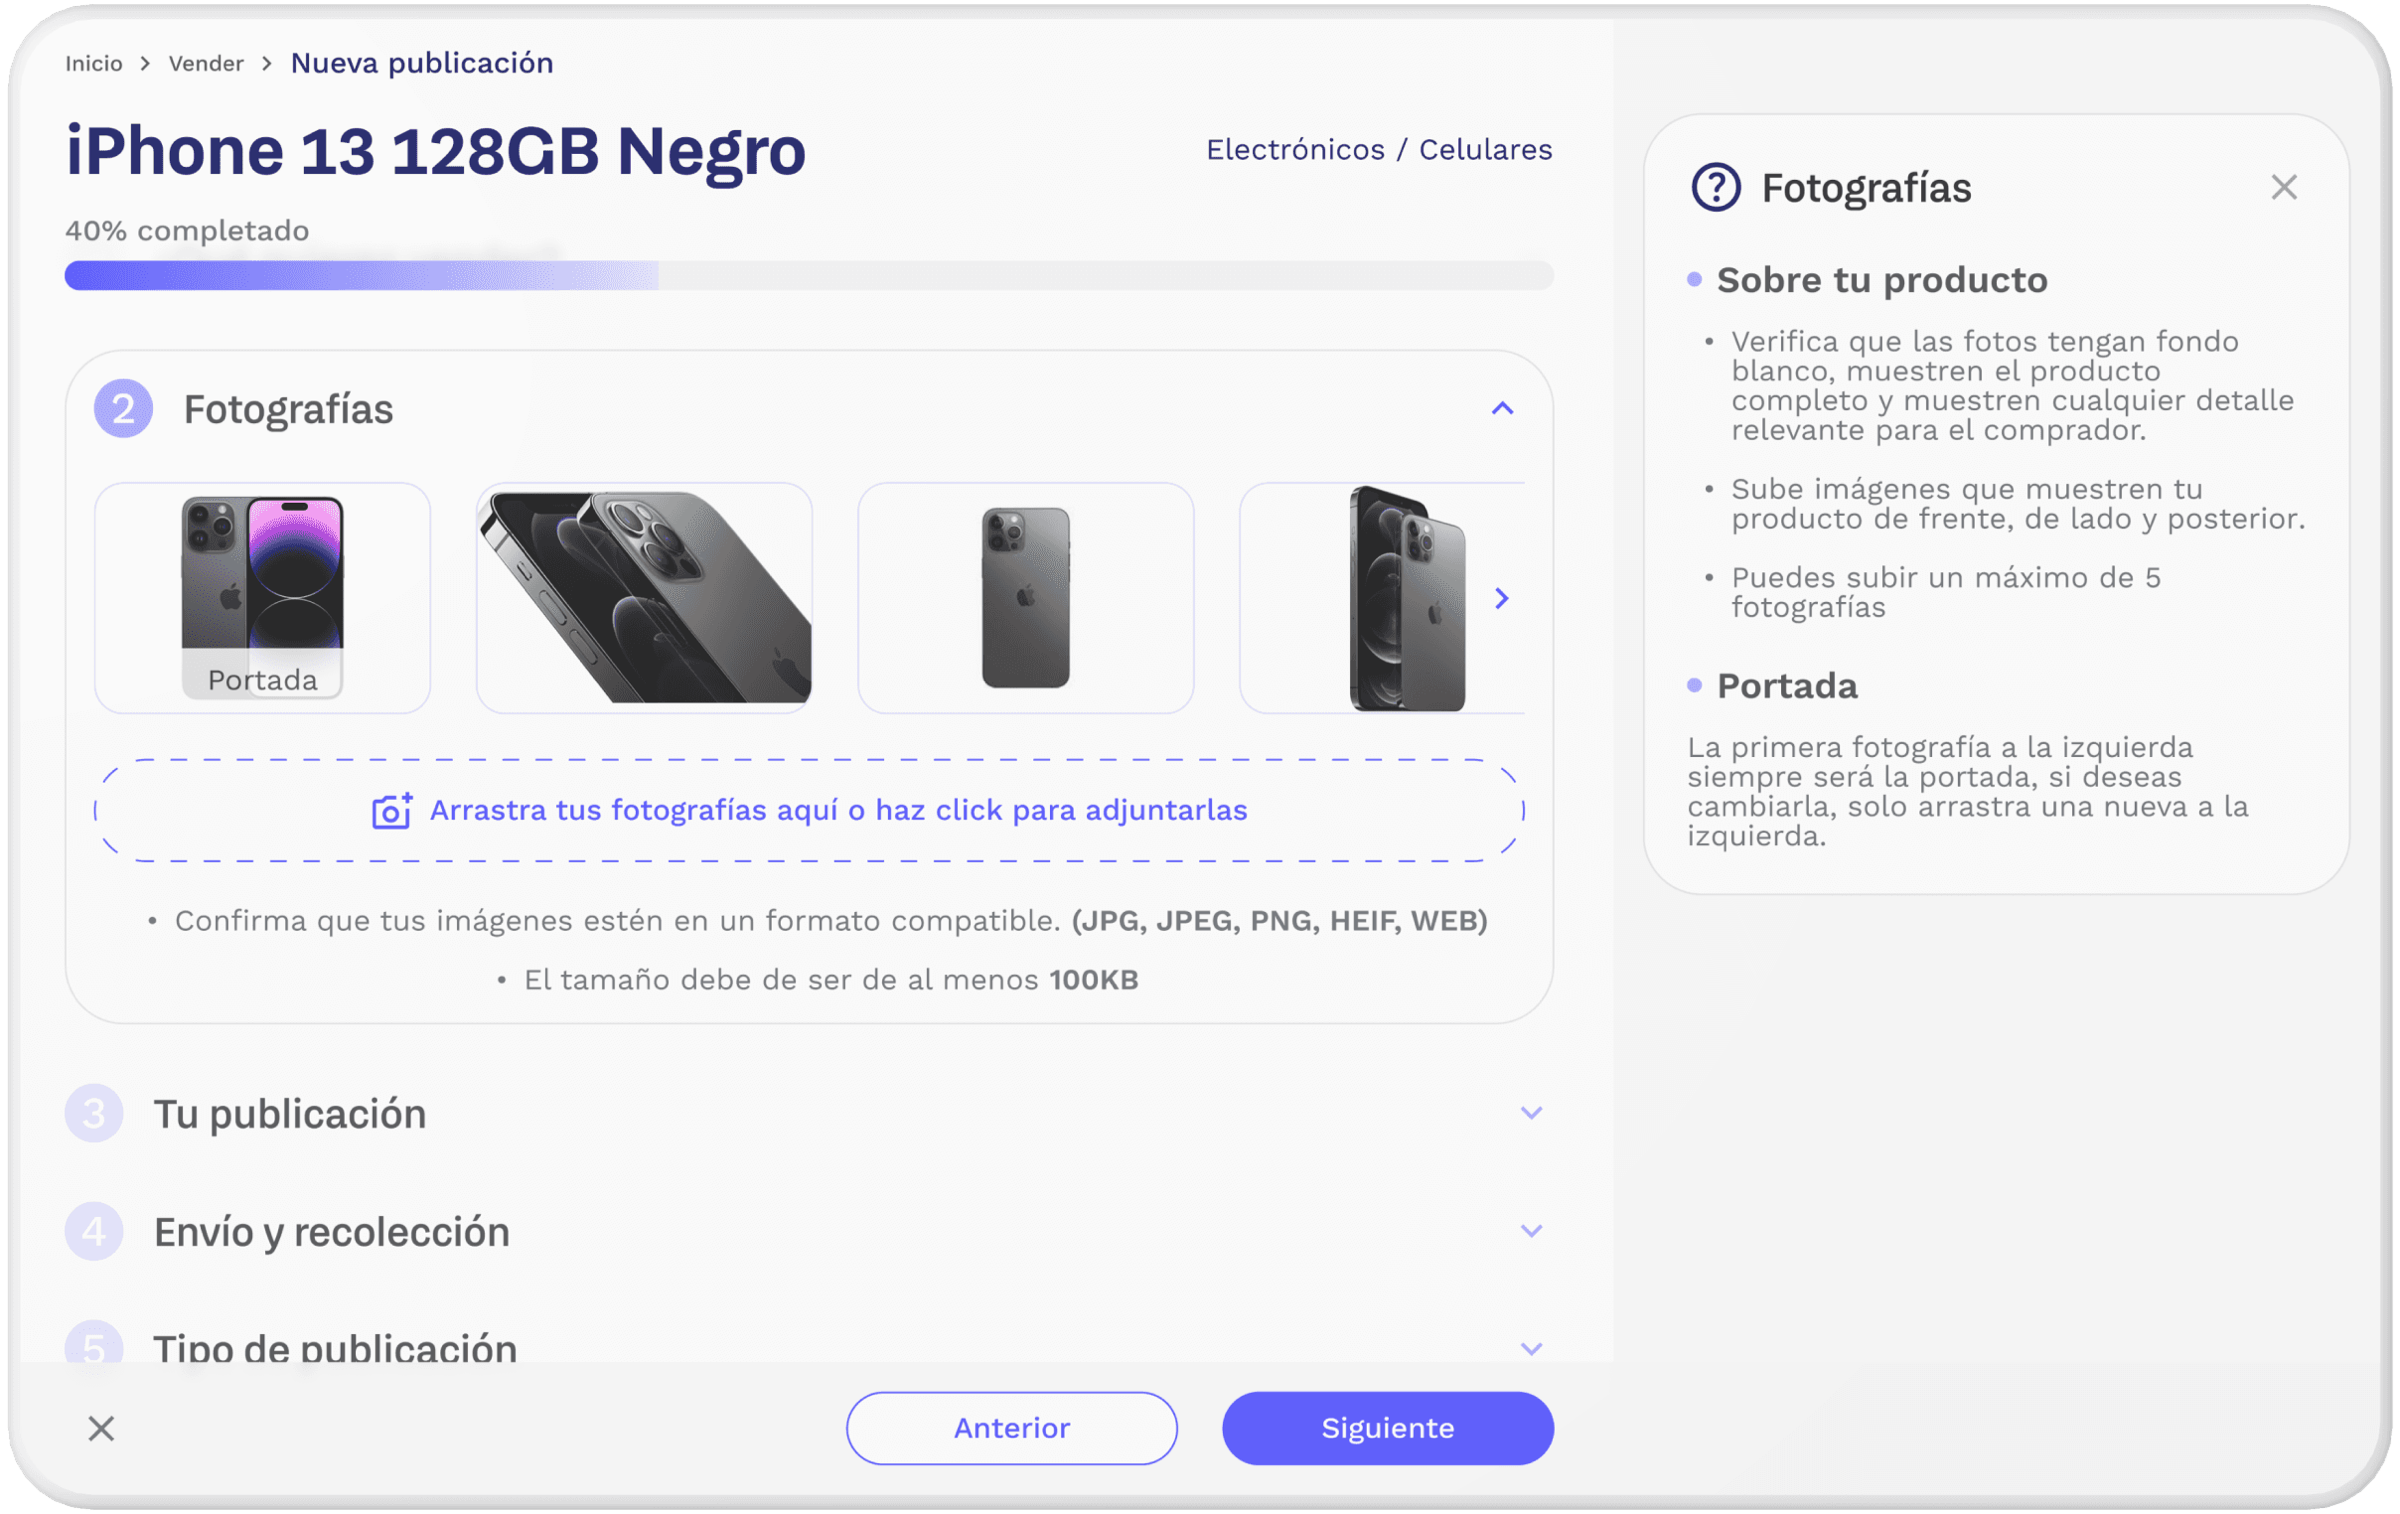 Inicio > Vender > Nueva publicación
iPhone 13 128GB Negro
Electrónicos / Celulares
40% completado
2 Fotografías
Portada
Arrastra tus fotografías aquí o haz click para adjuntarlas
• Confirma que tus imágenes estén en un formato compatible. (JPG, JPEG, PNG, HEIF, WEB)
• El tamaño debe de ser de al menos 100KB
3 Tu publicación
4 Envío y recolección
5 Tipo de publicación
Anterior
Siguiente
Fotografías
Sobre tu producto
• Verifica que las fotos tengan fondo
blanco, muestren el producto
completo y muestren cualquier detalle
relevante para el comprador.
• Sube imágenes que muestren tu
producto de frente, de lado y posterior.
• Puedes subir un máximo de 5
fotografías
Portada
La primera fotografía a la izquierda
siempre será la portada, si deseas
cambiarla, solo arrastra una nueva a la
izquierda.